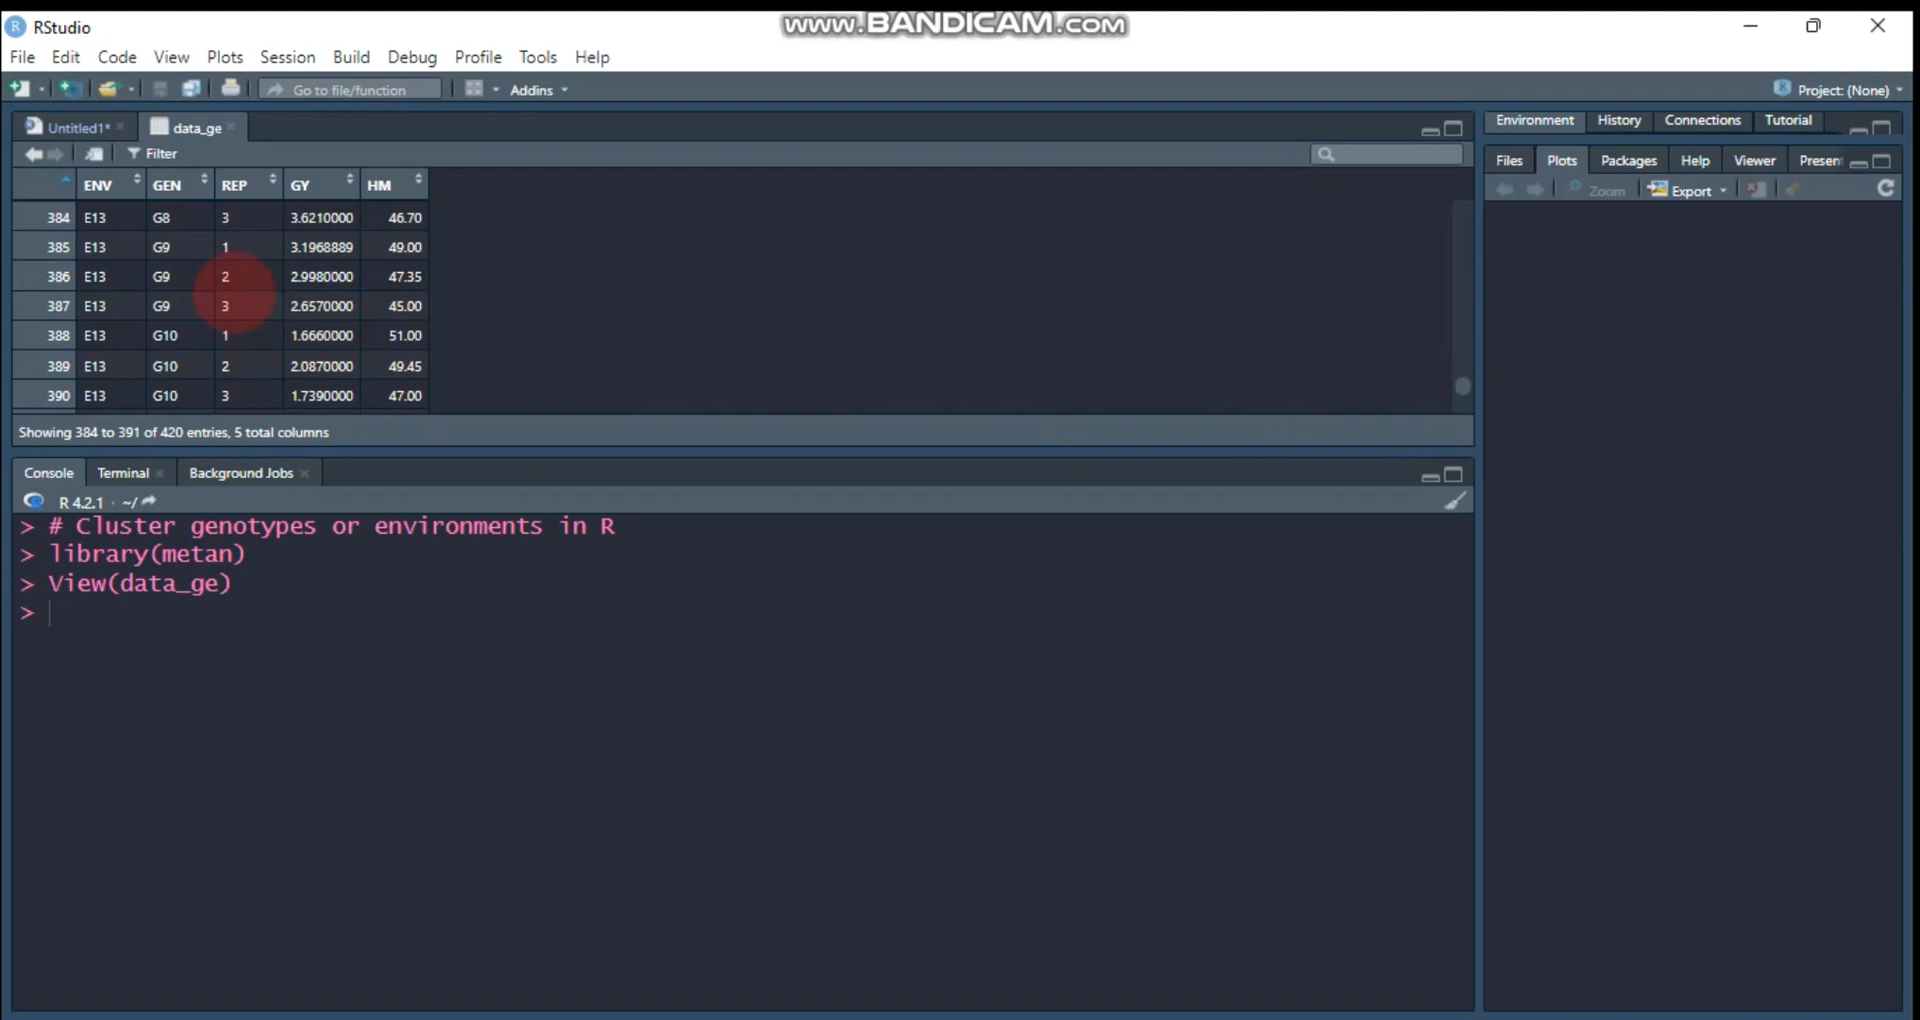 RStudio
www.BANDICAM.com
File Edit Code View Plots Session Build Debug Profile Tools Help
Go to file/function Addins Project: (None)
Untitled1* data_ge
Filter
ENV GEN REP GY HM
384 E13 G8 3 3.6210000 46.70
385 E13 G9 1 3.1968889 49.00
386 E13 G9 2 2.9980000 47.35
387 E13 G9 3 2.6570000 45.00
388 E13 G10 1 1.6660000 51.00
389 E13 G10 2 2.0870000 49.45
390 E13 G10 3 1.7390000 47.00
Showing 384 to 391 of 420 entries, 5 total columns
Console Terminal Background Jobs
R 4.2.1 · ~/
> # Cluster genotypes or environments in R
> library(metan)
> View(data_ge)
>
Environment History Connections Tutorial
Files Plots Packages Help Viewer Presen
Zoom Export